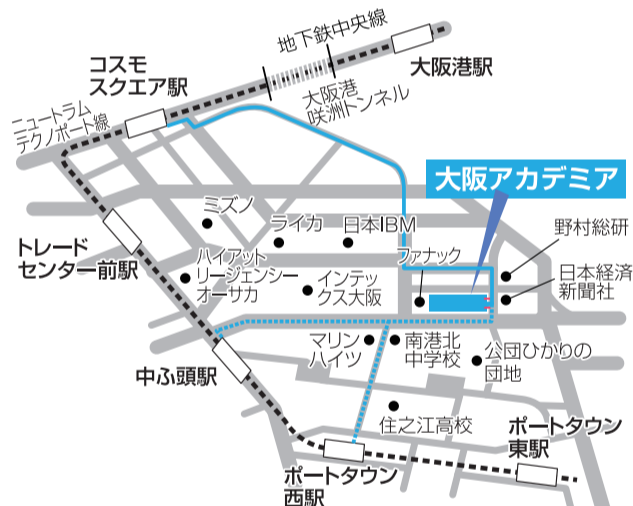 地下鉄中央線
大阪港駅
コスモ
スクエア駅
大阪港
咲洲トンネル
ニュートラム
テクノポート線
大阪アカデミア
ミズノ
ライカ
日本IBM
野村総研
トレード
センター前駅
ハイアット
リージェンシー
オーサカ
インテッ
クス大阪
ファナック
日本経済
新聞社
マリン
ハイツ
南港北
中学校
公団ひかりの
団地
中ふ頭駅
住之江高校
ポートタウン
東駅
ポートタウン
西駅